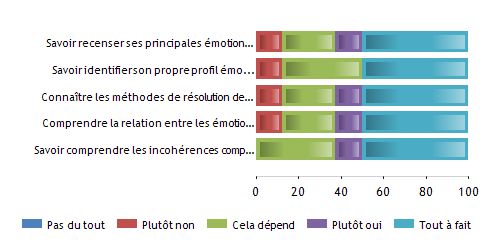 Savoir recenser ses principales émotion...
Savoir identifier son propre profil émo...
Connaître les méthodes de résolution de...
Comprendre la relation entre les émotio...
Savoir comprendre les incohérences comp...
0 20 40 60 80 100
Pas du tout Plutôt non Cela dépend Plutôt oui Tout à fait